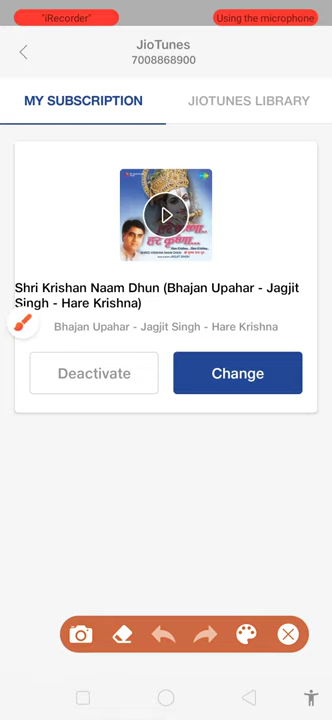 "iRecorder" Using the microphone
JioTunes
7008868900
MY SUBSCRIPTION JIOTUNES LIBRARY
हरे कृष्णा..
Shri Krishan Naam Dhun (Bhajan Upahar - Jagjit
Singh - Hare Krishna)
Bhajan Upahar - Jagjit Singh - Hare Krishna
Deactivate Change